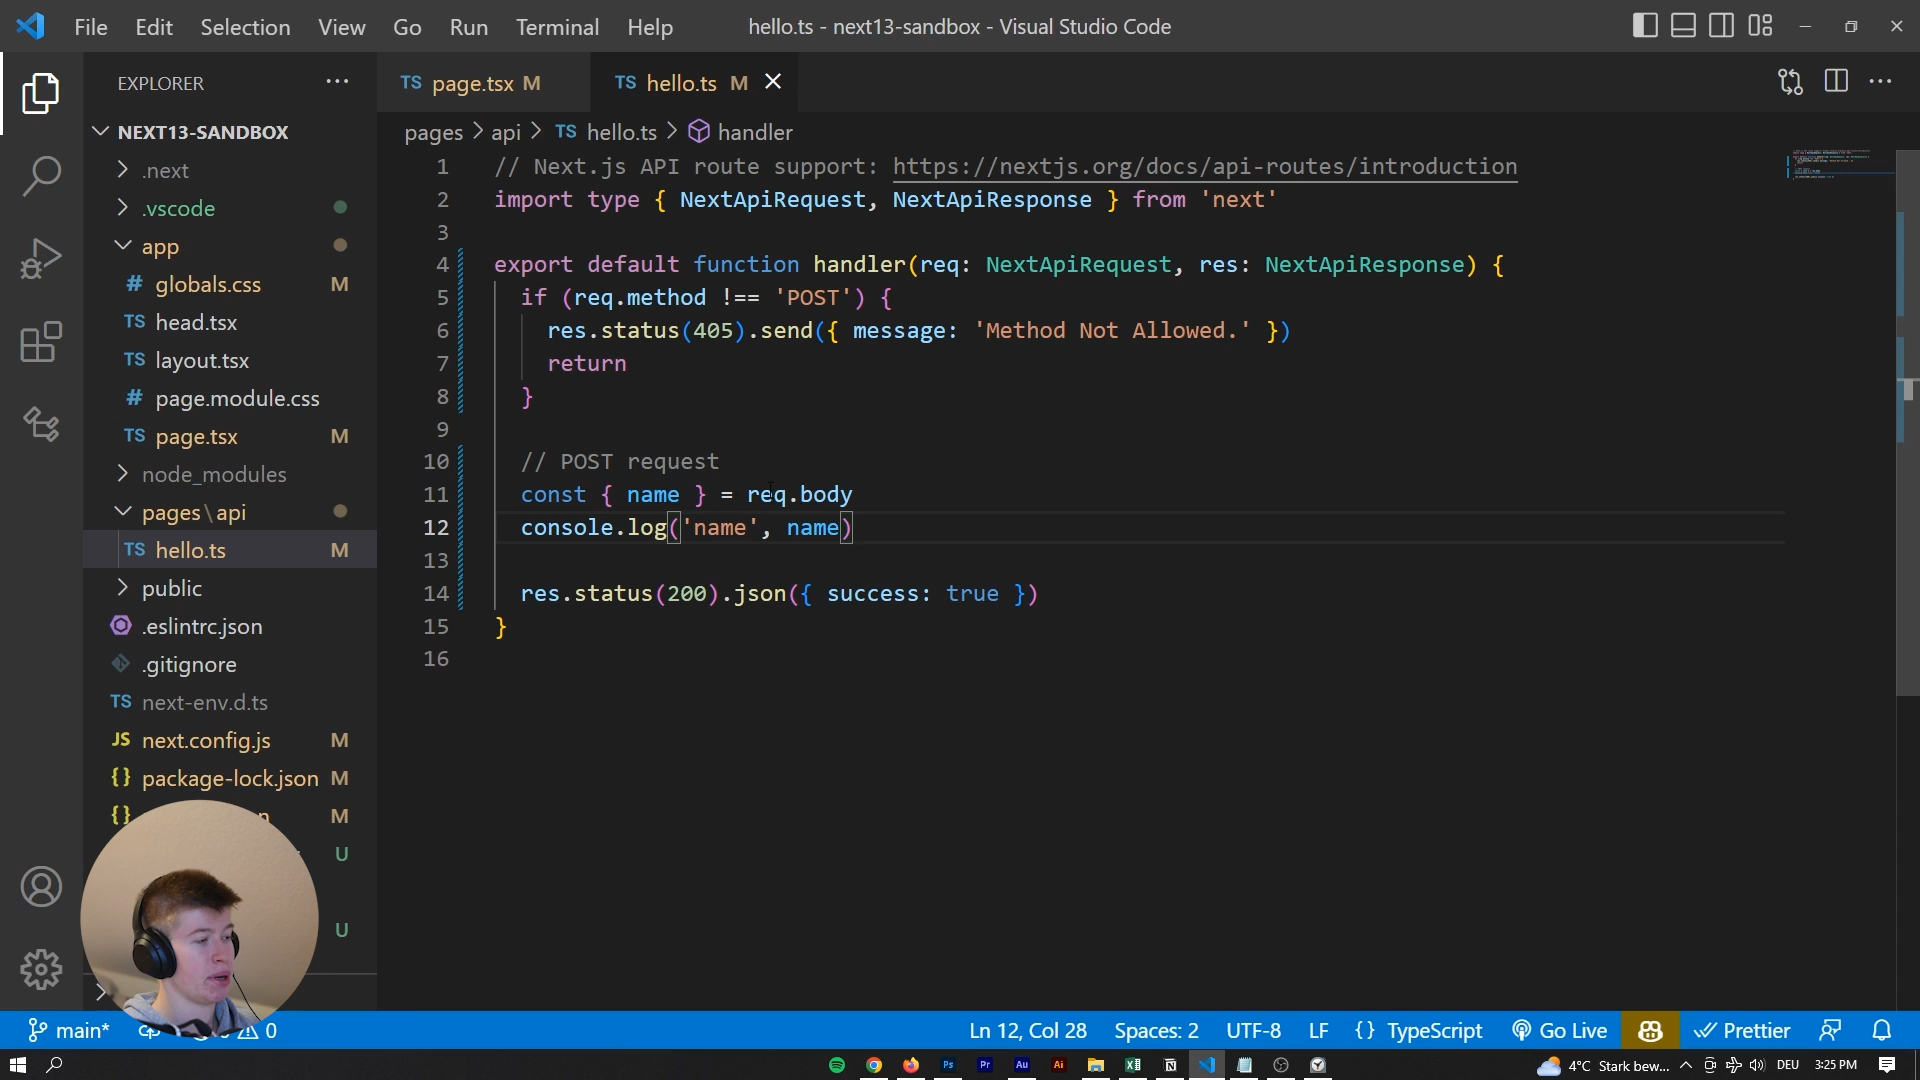 File Edit Selection View Go Run Terminal Help
hello.ts - next13-sandbox - Visual Studio Code
EXPLORER
NEXT13-SANDBOX
.next
.vscode
app
# globals.css M
TS head.tsx
TS layout.tsx
# page.module.css
TS page.tsx M
node_modules
pages\api
TS hello.ts M
public
.eslintrc.json
.gitignore
TS next-env.d.ts
JS next.config.js M
{} package-lock.json M
{} M
U
U
TS page.tsx M
TS hello.ts M
pages > api > TS hello.ts > handler
1 // Next.js API route support: https://nextjs.org/docs/api-routes/introduction
2 import type { NextApiRequest, NextApiResponse } from 'next'
3
4 export default function handler(req: NextApiRequest, res: NextApiResponse) {
5 if (req.method !== 'POST') {
6 res.status(405).send({ message: 'Method Not Allowed.' })
7 return
8 }
9
10 // POST request
11 const { name } = req.body
12 console.log('name', name)
13
14 res.status(200).json({ success: true })
15 }
16
main* 0
Ln 12, Col 28 Spaces: 2 UTF-8 LF {} TypeScript Go Live Prettier
Ps Pr Au Ai
4°C Stark bew... DEU 3:25 PM